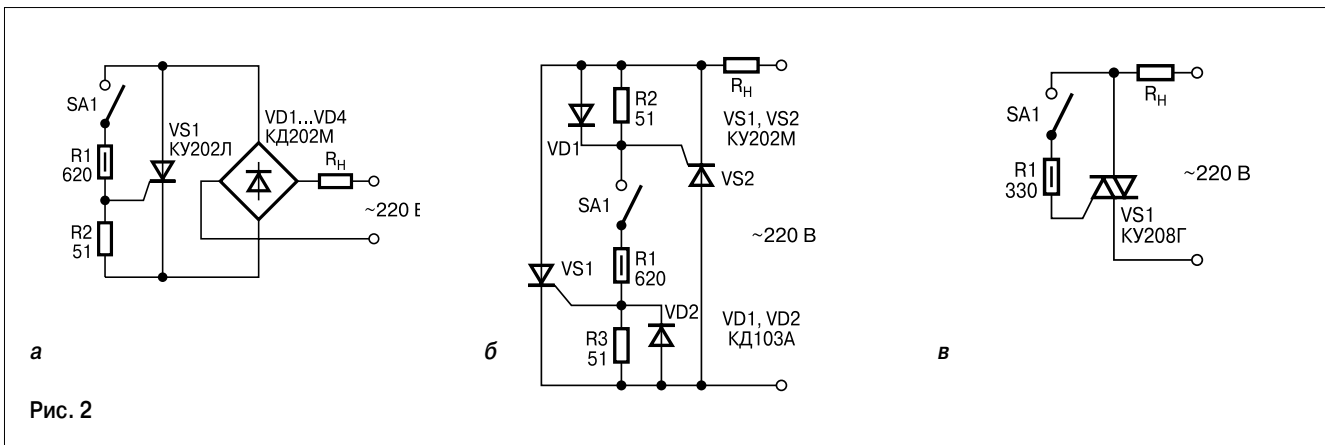 SA1
R1
620
R2
51
VS1
КУ202Л
VD1...VD4
КД202М
RН
~220 В
а
R2
51
VD1
RН
VS1, VS2
КУ202М
VS2
SA1
~220 В
R1
620
VS1
VD2
R3
51
VD1, VD2
КД103А
б
SA1
RН
R1
330
~220 В
VS1
КУ208Г
в
Рис. 2